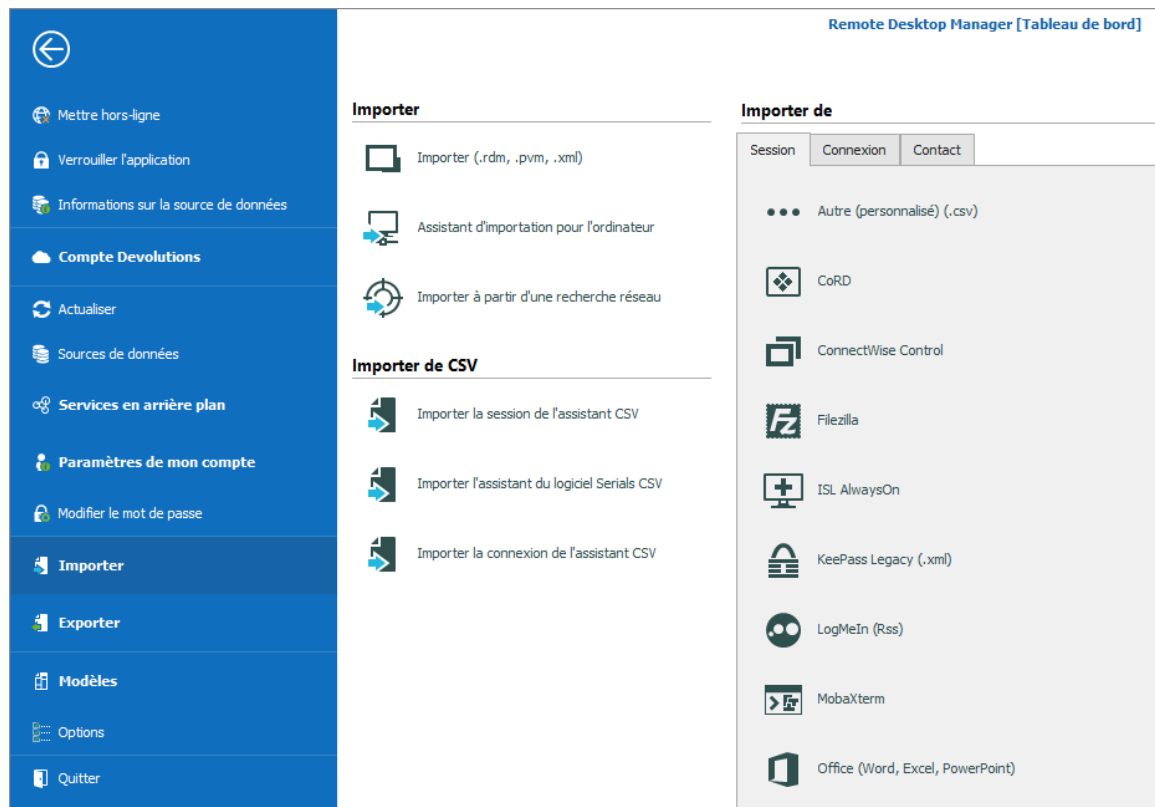 Remote Desktop Manager [Tableau de bord]
Mettre hors-ligne
Verrouiller l'application
Informations sur la source de données
Compte Devolutions
Actualiser
Sources de données
Services en arrière plan
Paramètres de mon compte
Modifier le mot de passe
Importer
Exporter
Modèles
Options
Quitter
Importer
Importer (.rdm, .pvm, .xml)
Assistant d'importation pour l'ordinateur
Importer à partir d'une recherche réseau
Importer de CSV
Importer la session de l'assistant CSV
Importer l'assistant du logiciel Serials CSV
Importer la connexion de l'assistant CSV
Importer de
Session Connexion Contact
Autre (personnalisé) (.csv)
CoRD
ConnectWise Control
Filezilla
ISL AlwaysOn
KeePass Legacy (.xml)
LogMeIn (Rss)
MobaXterm
Office (Word, Excel, PowerPoint)